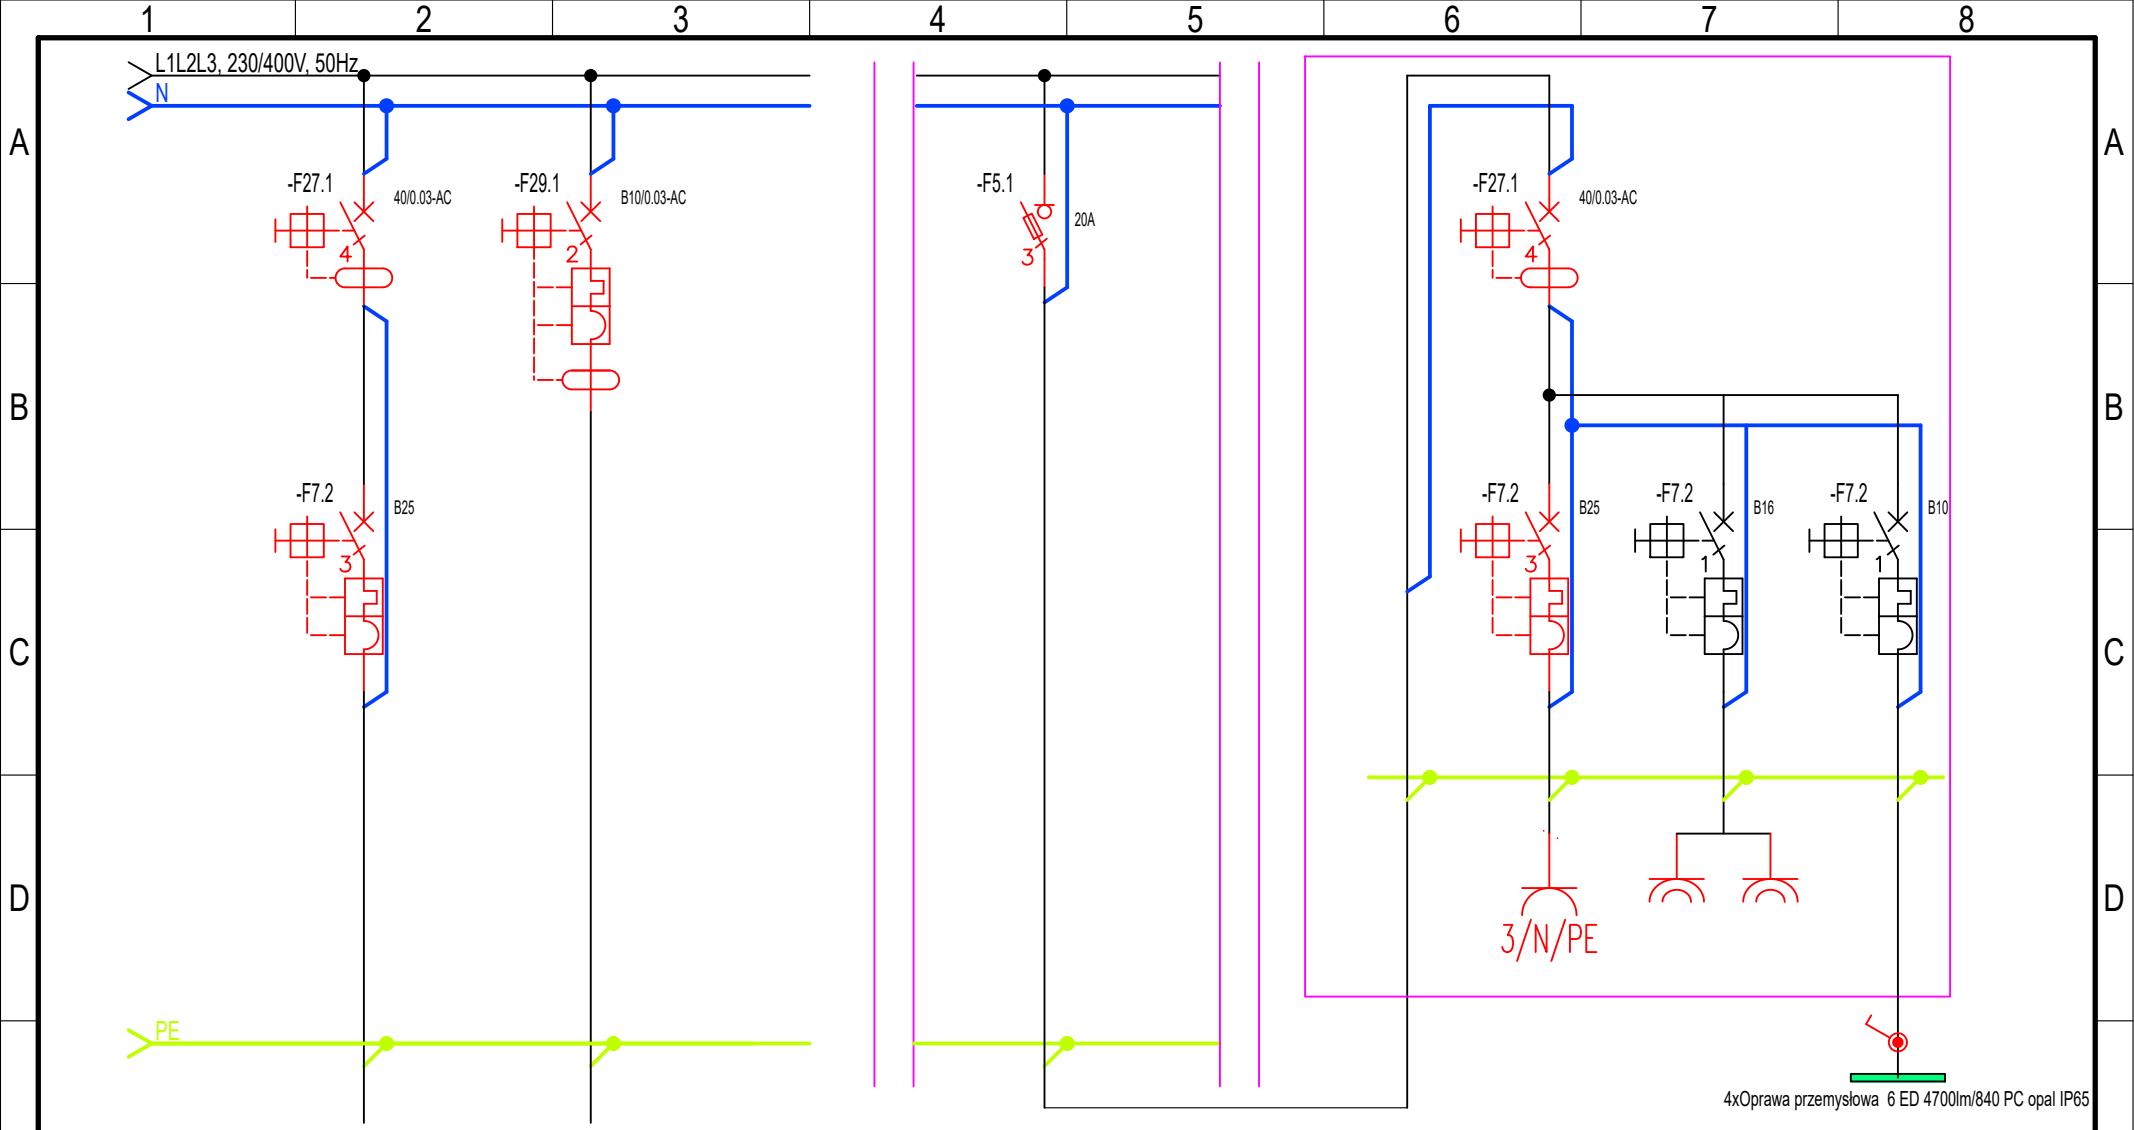 1 2 3 4 5 6 7 8
L1L2L3, 230/400V, 50Hz
N
A A
-F27.1 40/0.03-AC -F29.1 B10/0.03-AC -F5.1 20A -F27.1 40/0.03-AC
4 2 3 4
B B
-F7.2 B25 -F7.2 B25 -F7.2 B16 -F7.2 B10
3 3 1 1
C C
D D
3/N/PE
PE
4xOprawa przemysłowa 6 ED 4700lm/840 PC opal IP65